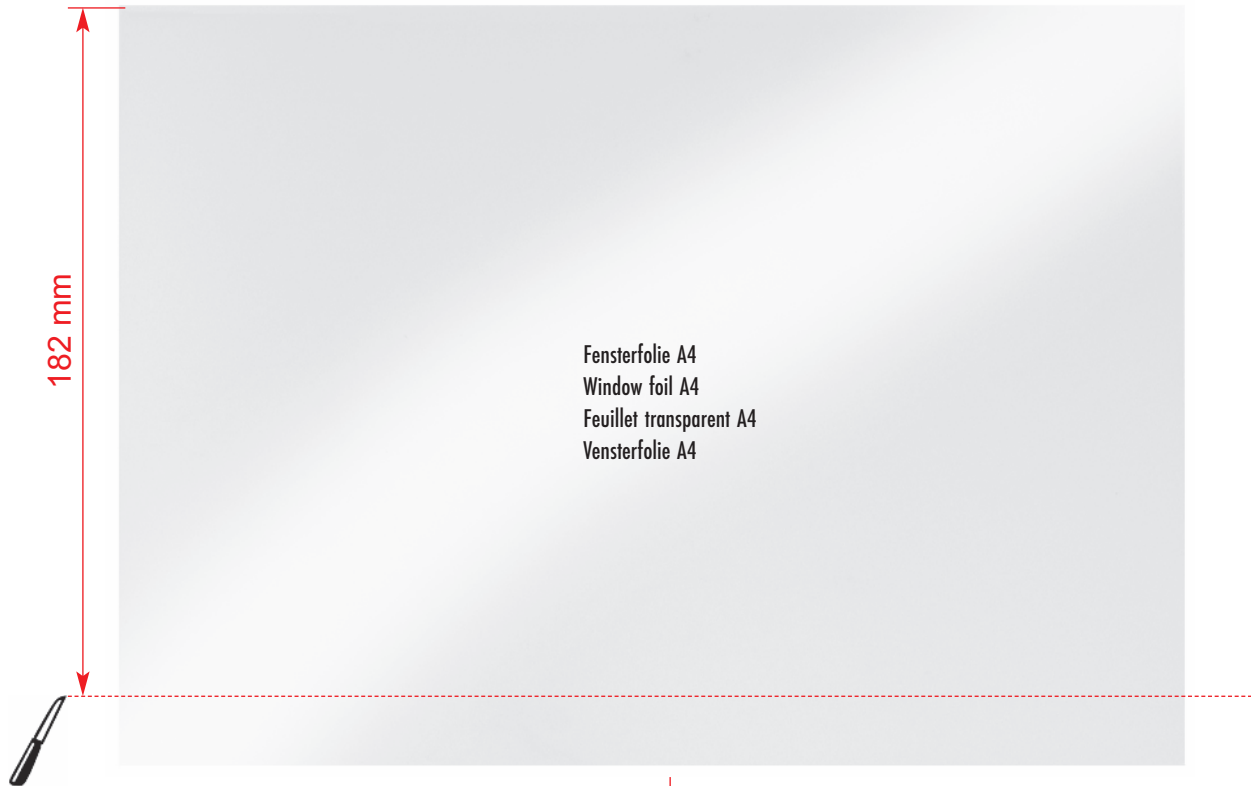 182 mm
Fensterfolie A4
Window foil A4
Feuillet transparent A4
Vensterfolie A4